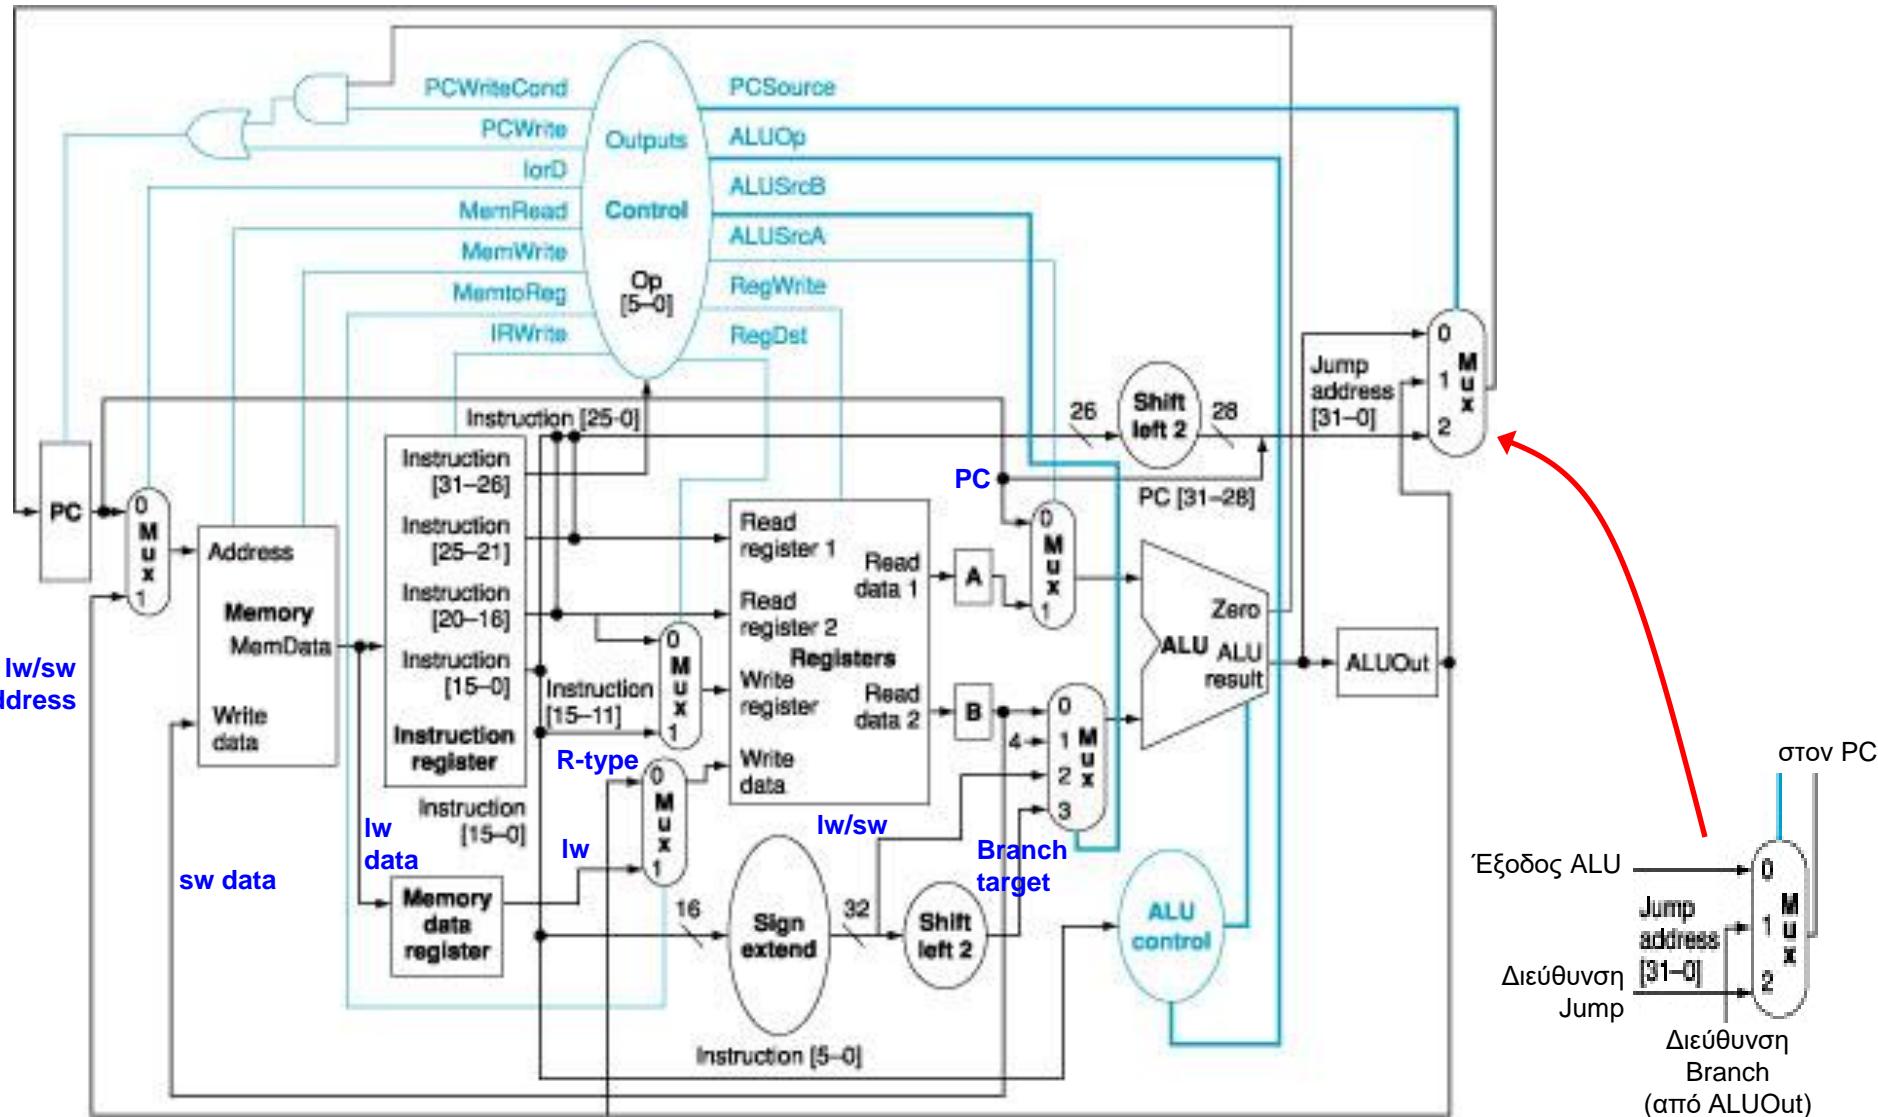 PCWriteCond
PCWrite
IorD
MemRead
MemWrite
MemtoReg
IRWrite
Outputs
Control
Op
[5–0]
PCSource
ALUOp
ALUSrcB
ALUSrcA
RegWrite
RegDst
PC
0
M
u
x
1
Address
Memory
MemData
Write
data
lw/sw
ddress
sw data
Instruction [25-0]
Instruction
[31–26]
Instruction
[25–21]
Instruction
[20–16]
Instruction
[15–0]
Instruction
register
Instruction
[15–0]
lw
data
Memory
data
register
Instruction
[15–11]
R-type
lw
0
M
u
x
1
0
M
u
x
1
Read
register 1
Read
register 2
Registers
Write
register
Write
data
Read
data 1
Read
data 2
16
Sign
extend
32
Shift
left 2
lw/sw
Instruction [5–0]
A
B
PC
0
M
u
x
1
4
0
1 M
u
2 x
3
Branch
target
26
Shift
left 2
28
PC [31–28]
Jump
address
[31–0]
ALU
Zero
ALU
result
ALU
control
ALUOut
0
M
1 u
x
2
στον PC
Έξοδος ALU
Jump
address
[31–0]
Διεύθυνση
Jump
0
M
1 u
x
2
Διεύθυνση
Branch
(από ALUOut)